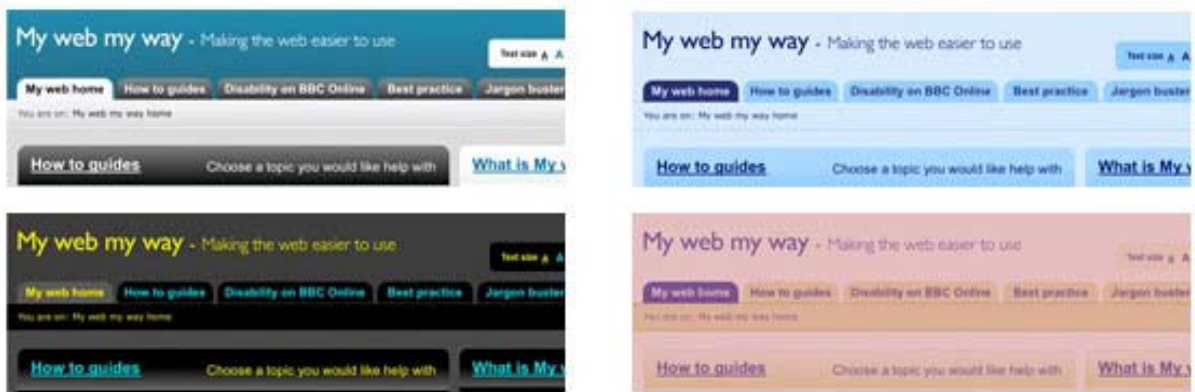 My web my way - Making the web easier to use
Text size A A
My web home How to guides Disability on BBC Online Best practice Jargon buster
You are on: My web my way home
How to guides Choose a topic you would like help with What is My
My web my way - Making the web easier to use
Text size A A
My web home How to guides Disability on BBC Online Best practice Jargon buster
You are on: My web my way home
How to guides Choose a topic you would like help with What is My
My web my way - Making the web easier to use
Text size A A
My web home How to guides Disability on BBC Online Best practice Jargon buster
You are on: My web my way home
How to guides Choose a topic you would like help with What is My
My web my way - Making the web easier to use
Text size A A
My web home How to guides Disability on BBC Online Best practice Jargon buster
You are on: My web my way home
How to guides Choose a topic you would like help with What is My